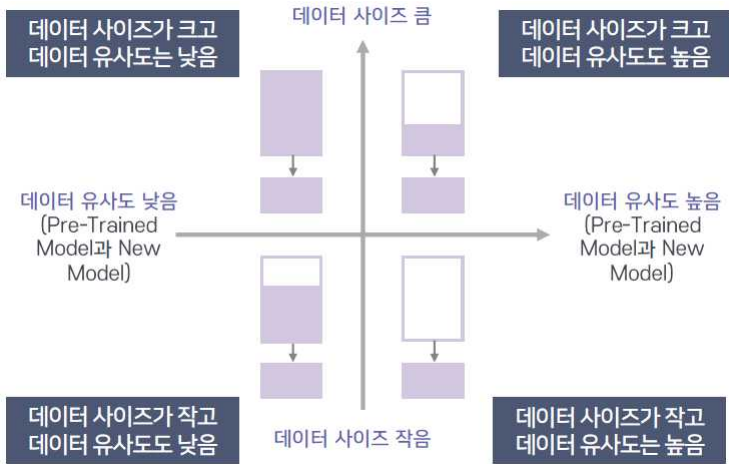 데이터 사이즈가 크고
데이터 유사도는 낮음
데이터 사이즈 큼
데이터 사이즈가 크고
데이터 유사도도 높음
데이터 유사도 낮음
(Pre-Trained
Model과 New
Model)
데이터 유사도 높음
(Pre-Trained
Model과 New
Model)
데이터 사이즈가 작고
데이터 유사도도 낮음
데이터 사이즈 작음
데이터 사이즈가 작고
데이터 유사도는 높음